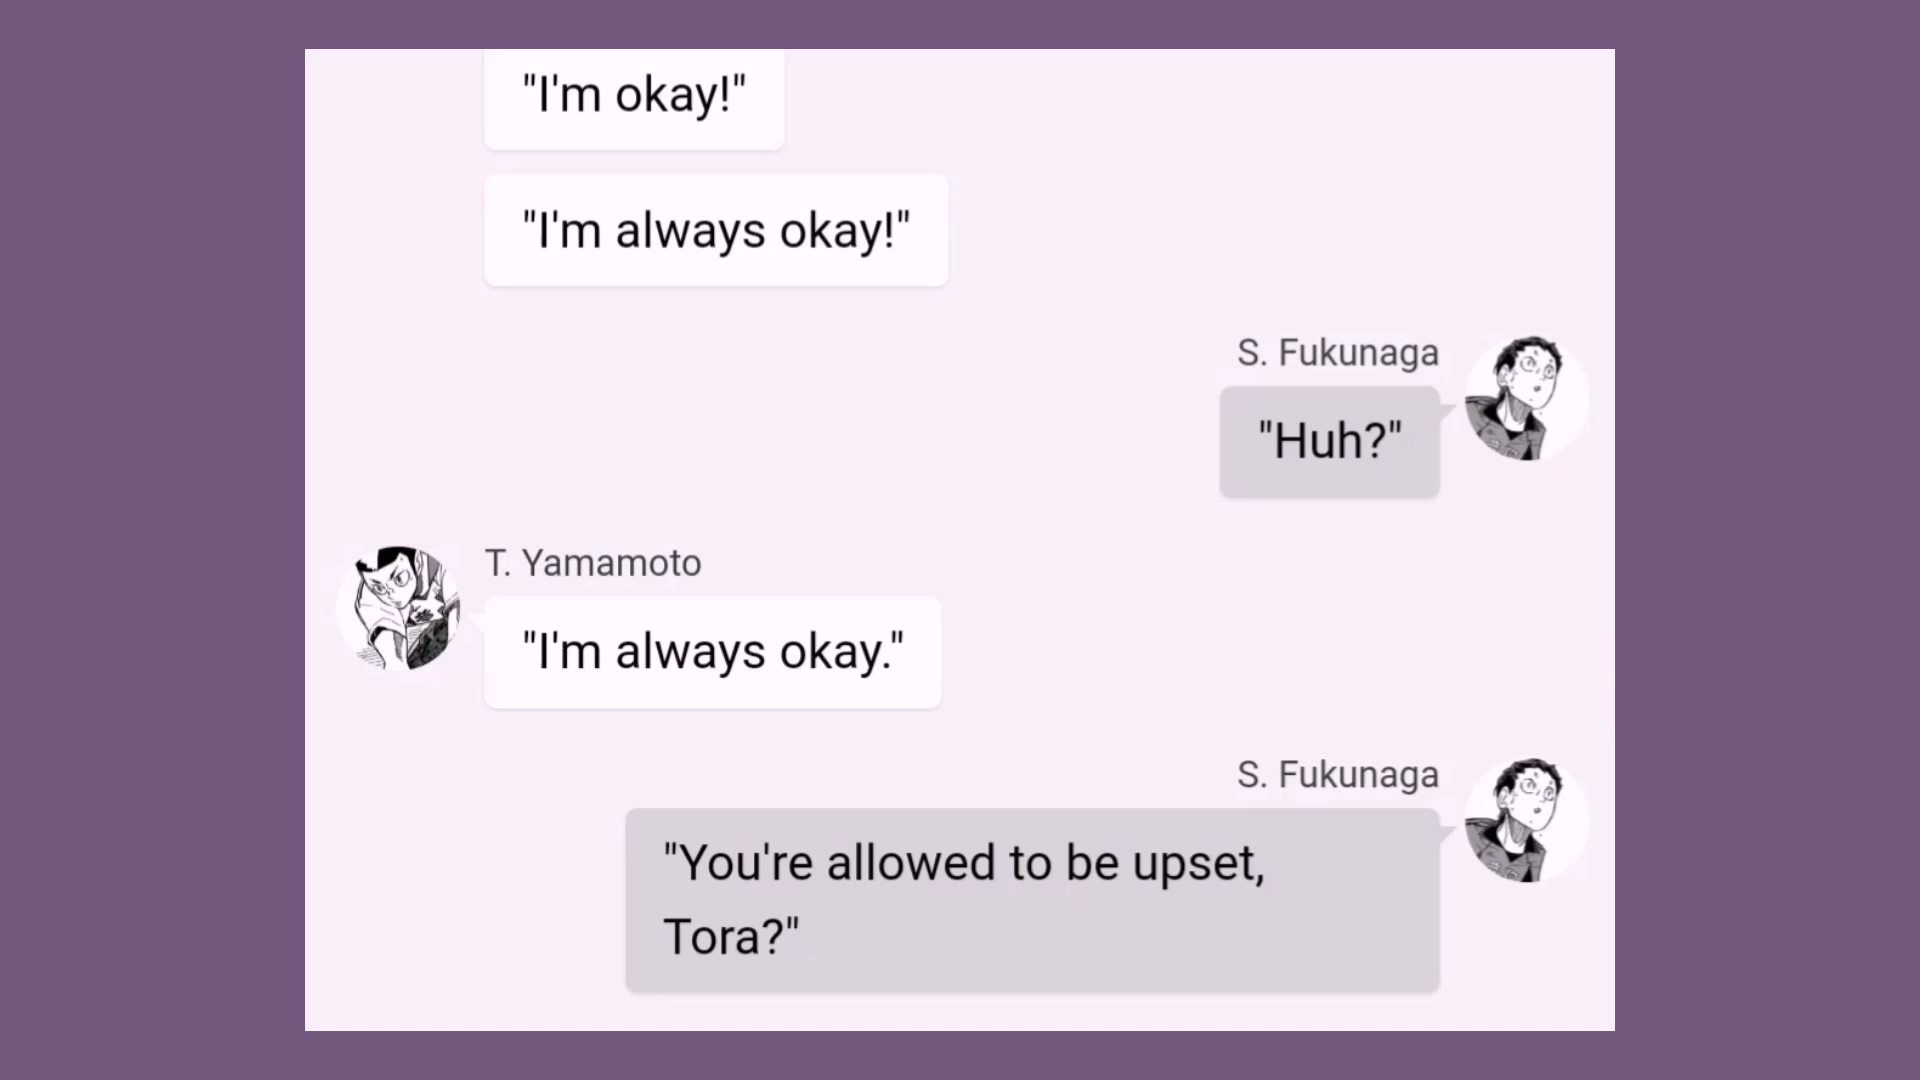 "I'm okay!"
"I'm always okay!"
S. Fukunaga
"Huh?"
T. Yamamoto
"I'm always okay."
S. Fukunaga
"You're allowed to be upset,
Tora?"